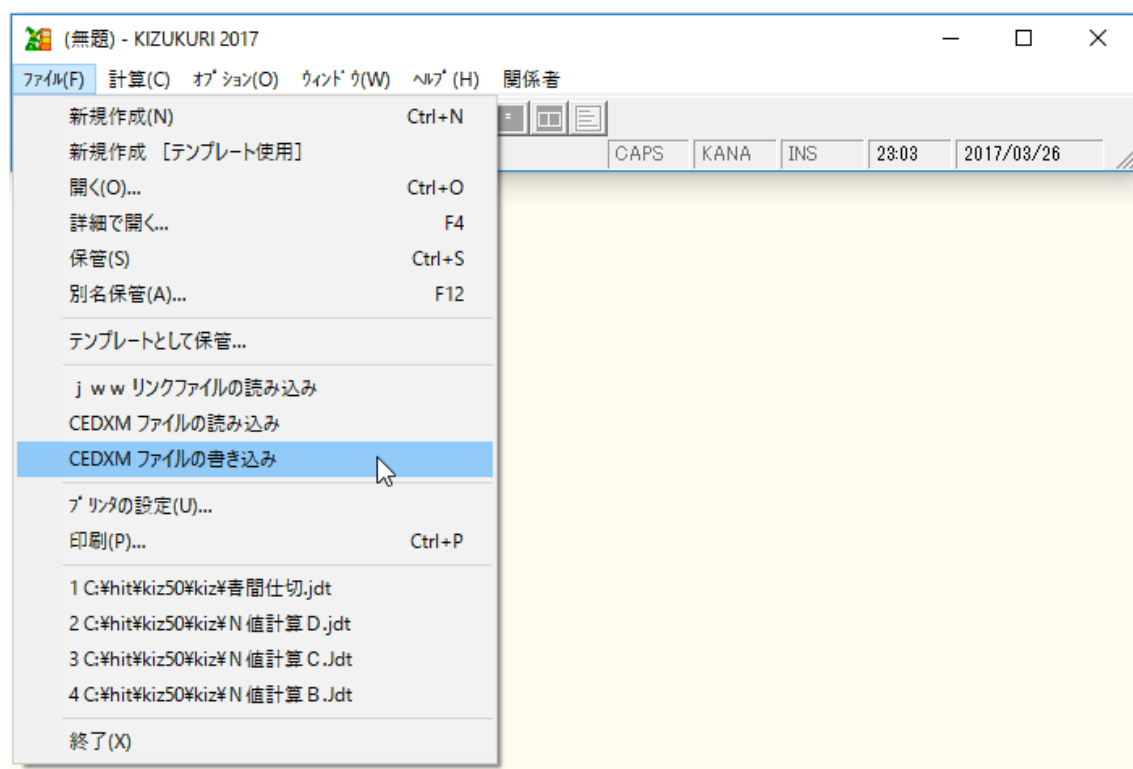 (無題) - KIZUKURI 2017
ﾌｧｲﾙ(F) 計算(C) ｵﾌﾟｼｮﾝ(O) ｳｨﾝﾄﾞｳ(W) ﾍﾙﾌﾟ(H) 関係者
新規作成(N) Ctrl+N
新規作成 ［テンプレート使用］
CAPS KANA INS 23:03 2017/03/26
開く(O)... Ctrl+O
詳細で開く... F4
保管(S) Ctrl+S
別名保管(A)... F12
テンプレートとして保管...
ｊｗｗ リンクファイルの読み込み
CEDXM ファイルの読み込み
CEDXM ファイルの書き込み
ﾌﾟﾘﾝﾀの設定(U)...
印刷(P)... Ctrl+P
1 C:¥hit¥kiz50¥kiz¥書間仕切.jdt
2 C:¥hit¥kiz50¥kiz¥Ｎ値計算Ｄ.jdt
3 C:¥hit¥kiz50¥kiz¥Ｎ値計算Ｃ.Jdt
4 C:¥hit¥kiz50¥kiz¥Ｎ値計算Ｂ.Jdt
終了(X)